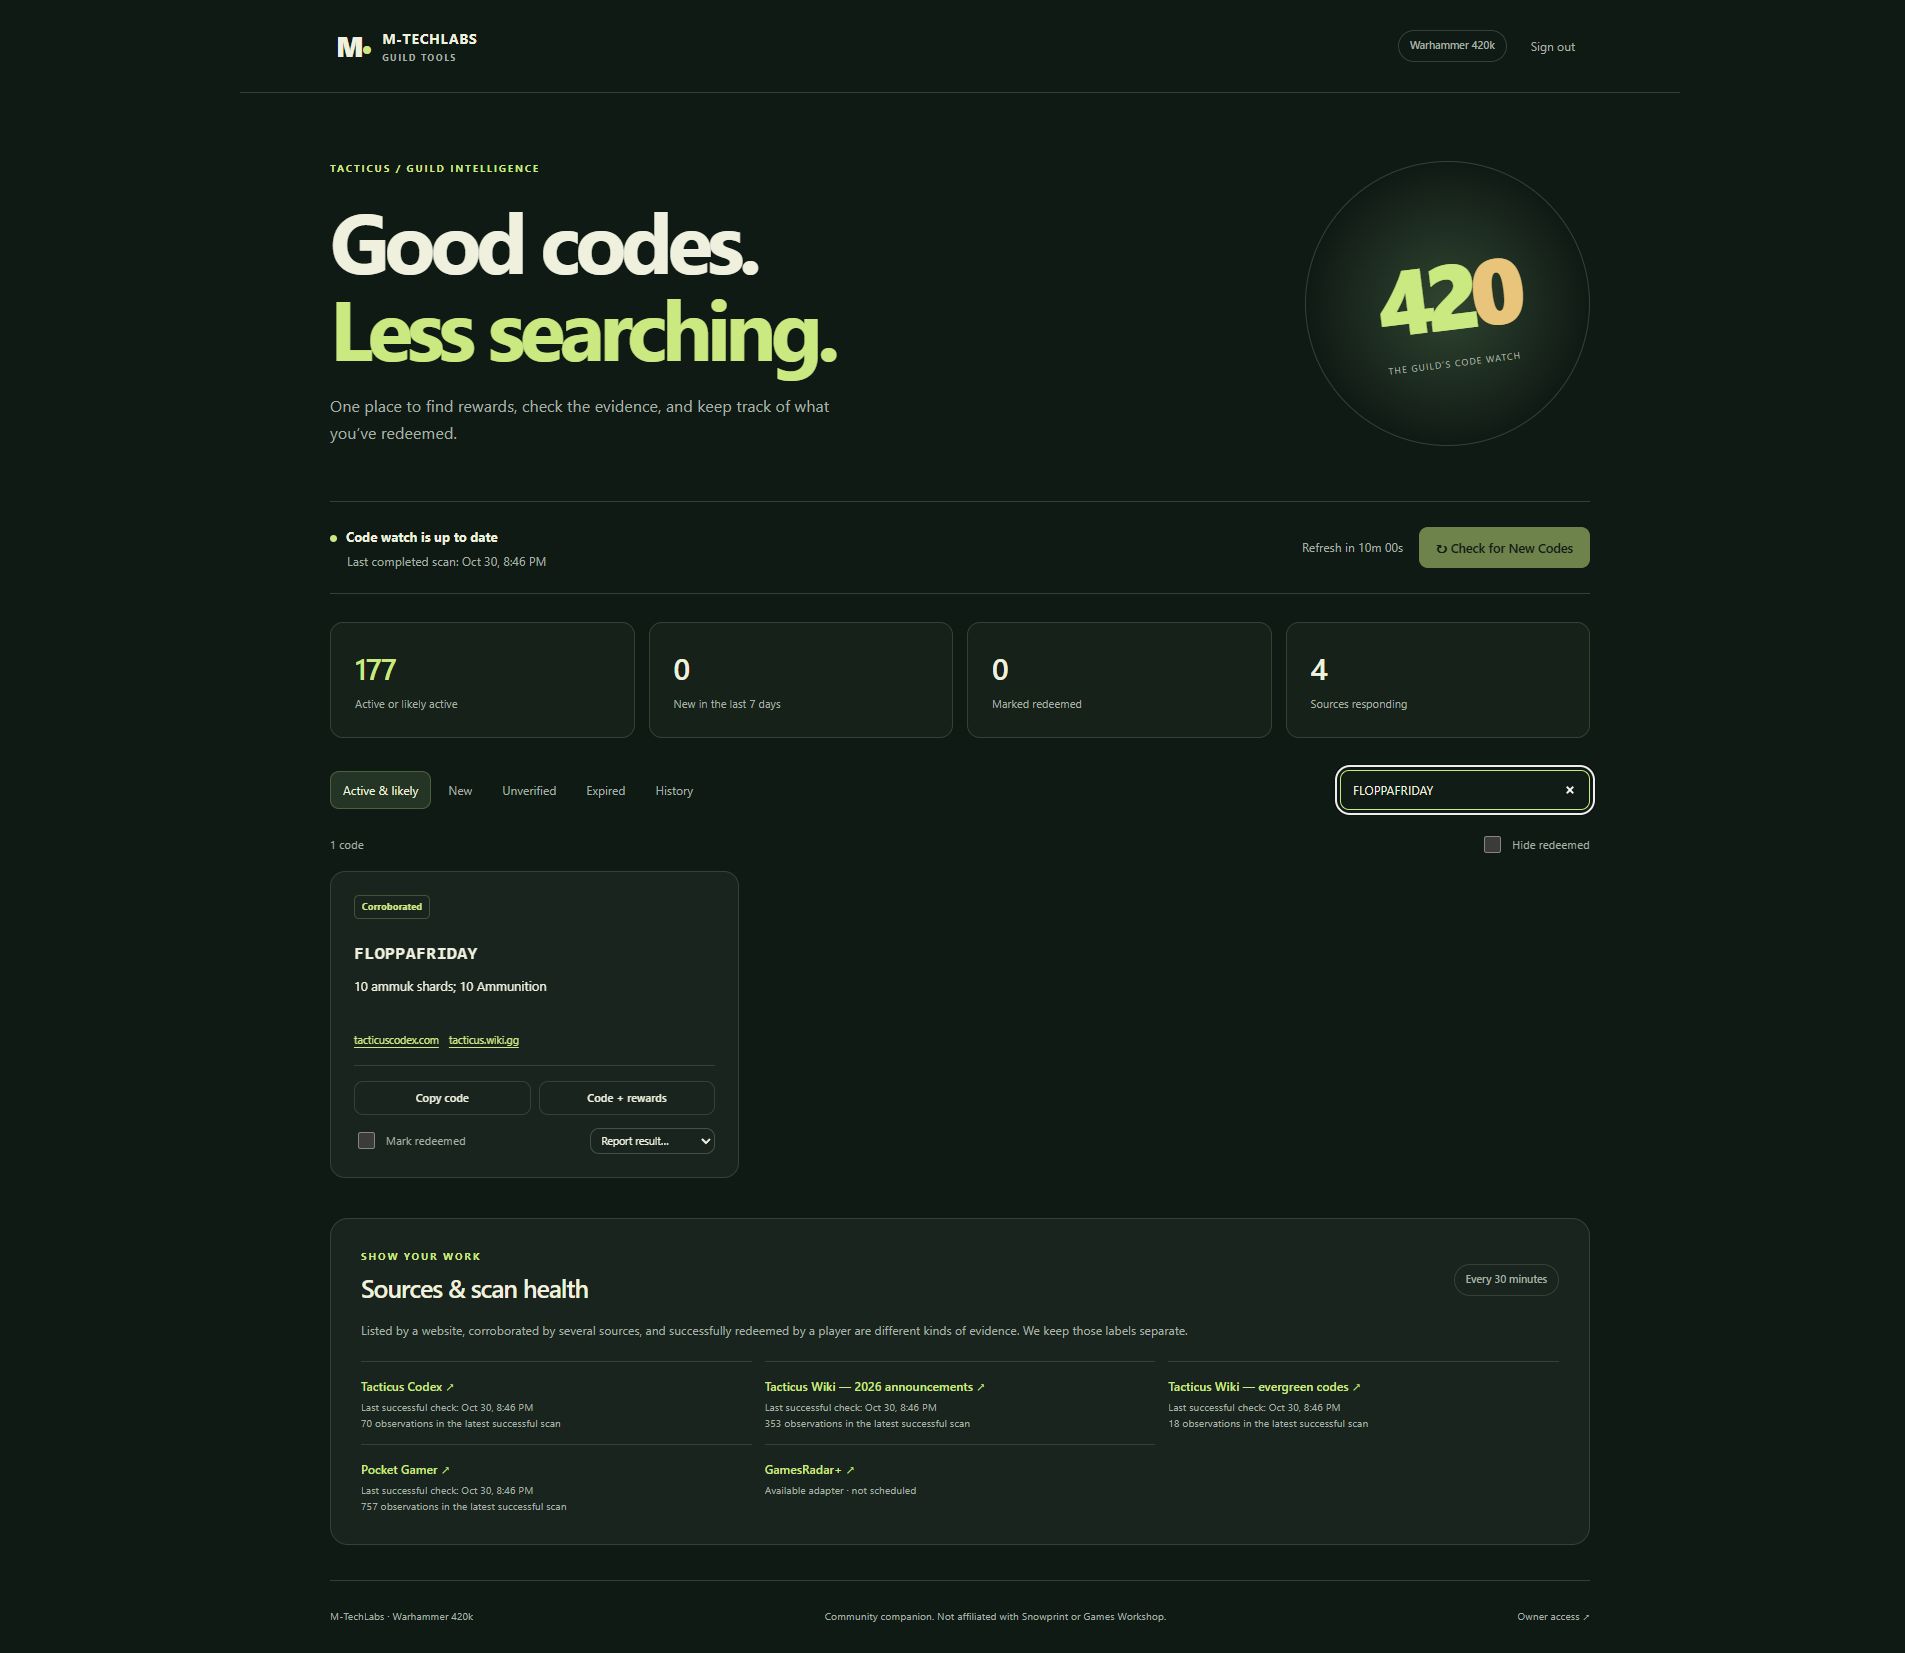 M-TECHLABS
GUILD TOOLS
Warhammer 420k
Sign out
TACTICUS / GUILD INTELLIGENCE
Good codes.
Less searching.
One place to find rewards, check the evidence, and keep track of what
you've redeemed.
420
THE GUILD'S CODE WATCH
Code watch is up to date
Last completed scan: Oct 30, 8:46 PM
Refresh in 10m 00s
↻ Check for New Codes
177
Active or likely active
0
New in the last 7 days
0
Marked redeemed
4
Sources responding
Active & likely
New
Unverified
Expired
History
FLOPPAFRIDAY
×
1 code
Hide redeemed
Corroborated
FLOPPAFRIDAY
10 ammuk shards; 10 Ammunition
tacticuscodex.com tacticus.wiki.gg
Copy code
Code + rewards
Mark redeemed
Report result...
SHOW YOUR WORK
Sources & scan health
Every 30 minutes
Listed by a website, corroborated by several sources, and successfully redeemed by a player are different kinds of evidence. We keep those labels separate.
Tacticus Codex ↗
Last successful check: Oct 30, 8:46 PM
70 observations in the latest successful scan
Tacticus Wiki — 2026 announcements ↗
Last successful check: Oct 30, 8:46 PM
353 observations in the latest successful scan
Tacticus Wiki — evergreen codes ↗
Last successful check: Oct 30, 8:46 PM
18 observations in the latest successful scan
Pocket Gamer ↗
Last successful check: Oct 30, 8:46 PM
757 observations in the latest successful scan
GamesRadar+ ↗
Available adapter · not scheduled
M-TechLabs · Warhammer 420k
Community companion. Not affiliated with Snowprint or Games Workshop.
Owner access ↗